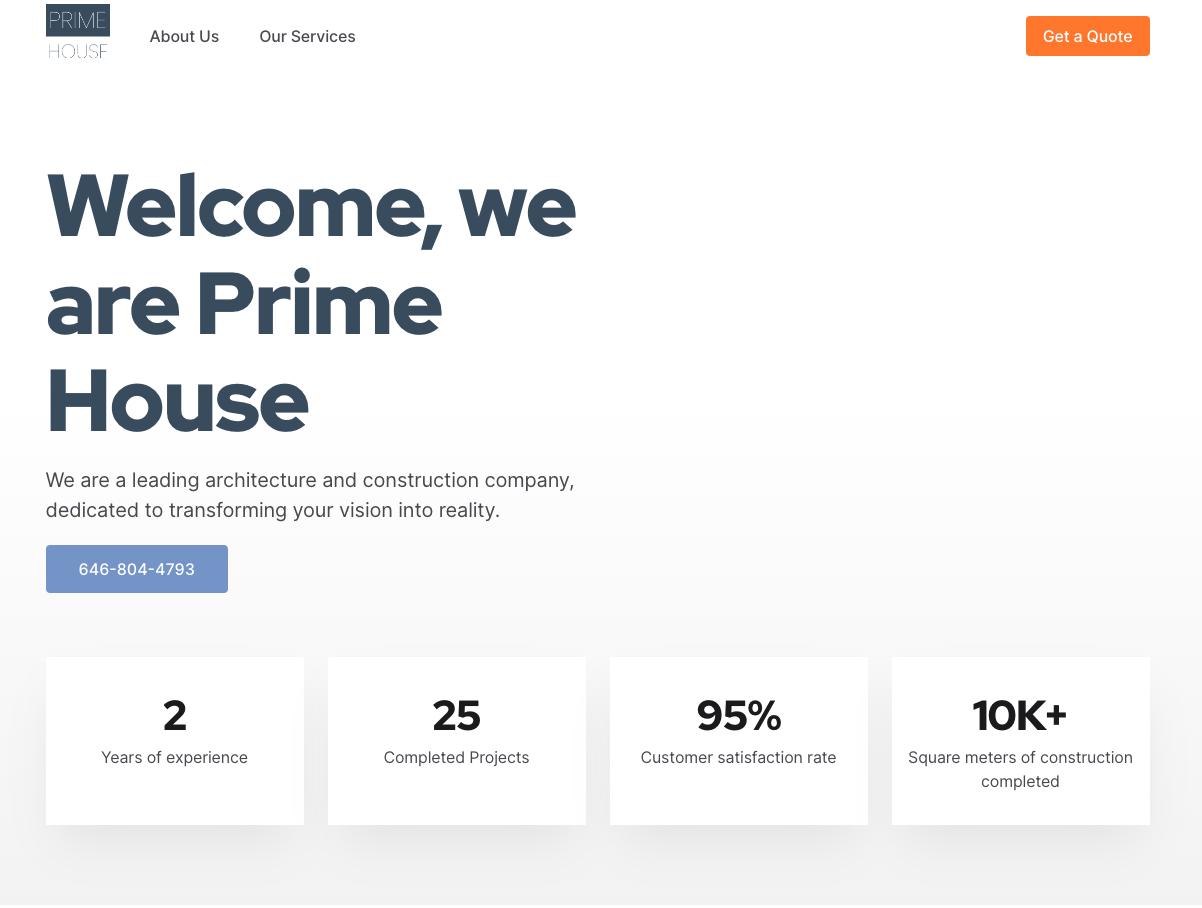 PRIME
HOUSE
About Us
Our Services
Get a Quote
Welcome, we
are Prime
House
We are a leading architecture and construction company,
dedicated to transforming your vision into reality.
646-804-4793
2
Years of experience
25
Completed Projects
95%
Customer satisfaction rate
10K+
Square meters of construction
completed